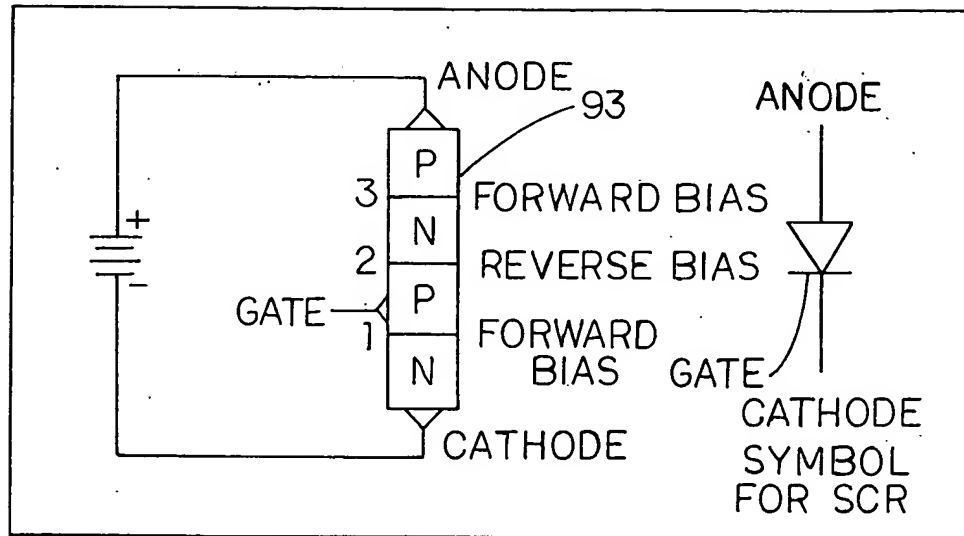 ANODE
93
P
3 FORWARD BIAS
N
+
2 REVERSE BIAS
-
P
GATE
1 FORWARD
BIAS
N
CATHODE
ANODE
GATE
CATHODE
SYMBOL
FOR SCR